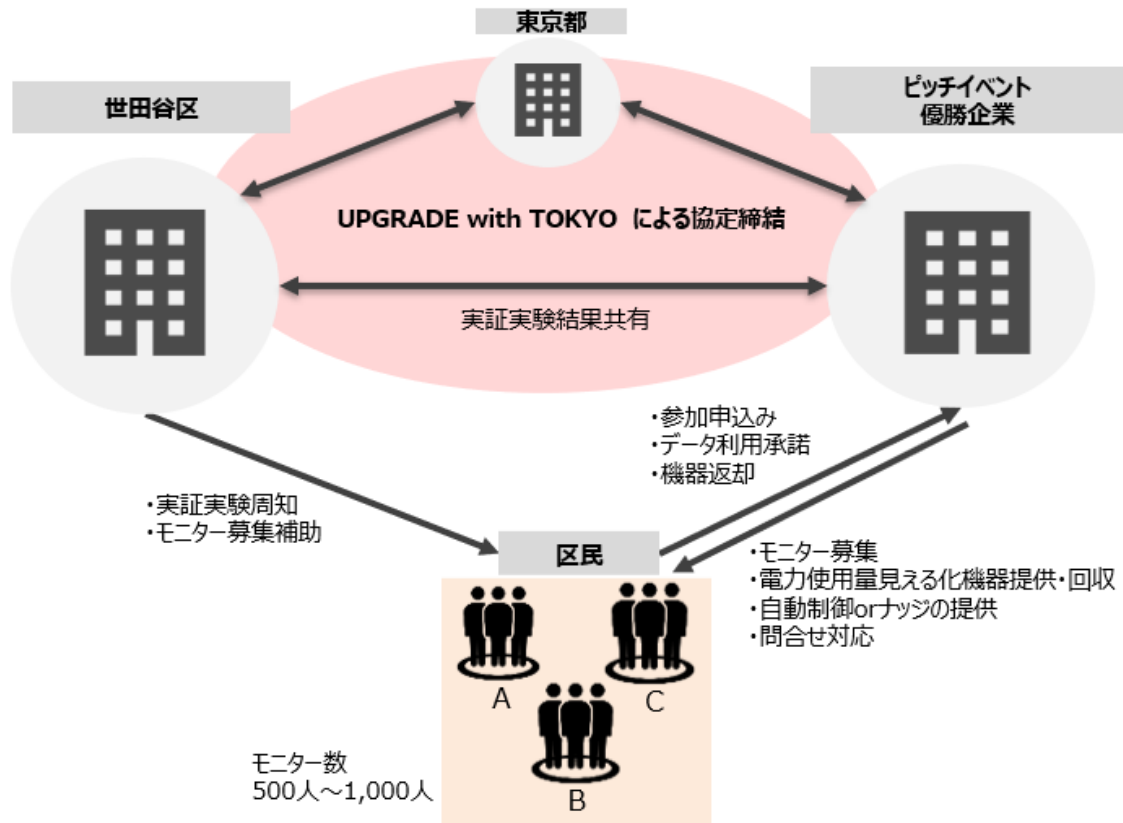 東京都
世田谷区
ピッチイベント
優勝企業
UPGRADE with TOKYO による協定締結
実証実験結果共有
・参加申込み
・データ利用承諾
・機器返却
・実証実験周知
・モニター募集補助
区民
・モニター募集
・電力使用量見える化機器提供・回収
・自動制御orナッジの提供
・問合せ対応
A
C
B
モニター数
500人～1,000人